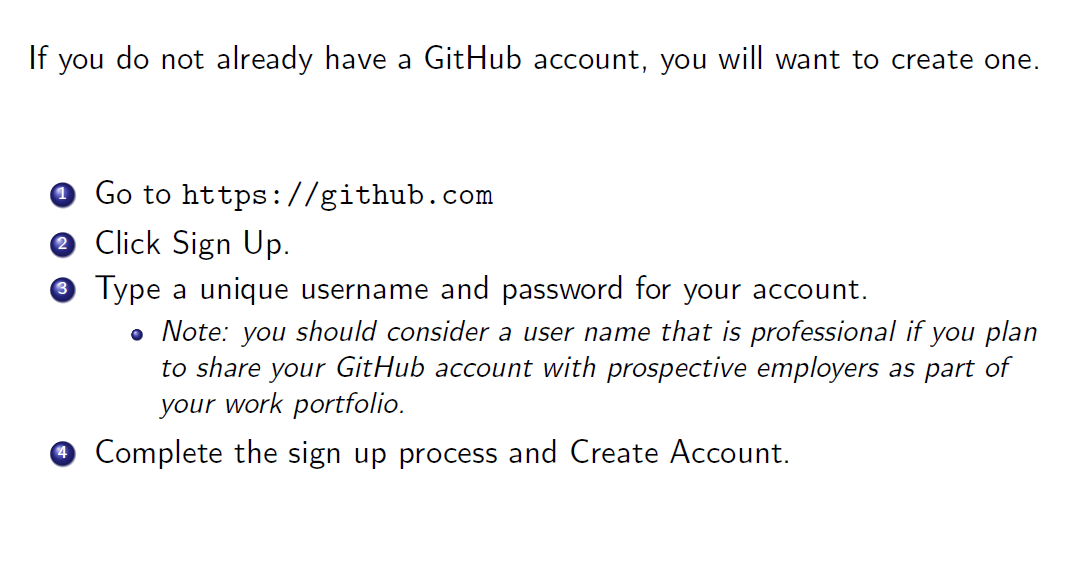 If you do not already have a GitHub account, you will want to create one.
1 Go to https://github.com
2 Click Sign Up.
3 Type a unique username and password for your account.
• Note: you should consider a user name that is professional if you plan
to share your GitHub account with prospective employers as part of
your work portfolio.
4 Complete the sign up process and Create Account.